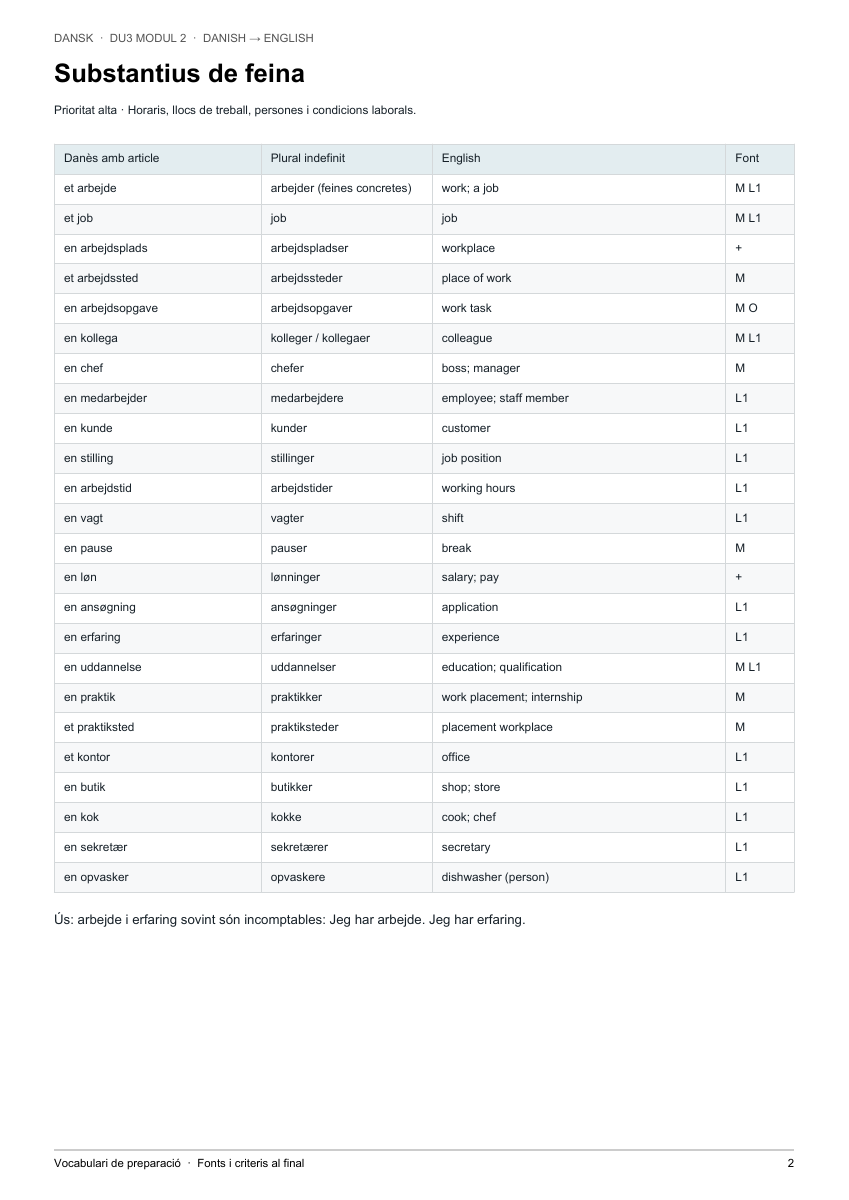 DANSK · DU3 MODUL 2 · DANISH → ENGLISH
Substantius de feina
Prioritat alta · Horaris, llocs de treball, persones i condicions laborals.
Danès amb article Plural indefinit English Font
et arbejde arbejder (feines concretes) work; a job M L1
et job job job M L1
en arbejdsplads arbejdspladser workplace +
et arbejdssted arbejdssteder place of work M
en arbejdsopgave arbejdsopgaver work task M O
en kollega kolleger / kollegaer colleague M L1
en chef chefer boss; manager M
en medarbejder medarbejdere employee; staff member L1
en kunde kunder customer L1
en stilling stillinger job position L1
en arbejdstid arbejdstider working hours L1
en vagt vagter shift L1
en pause pauser break M
en løn lønninger salary; pay +
en ansøgning ansøgninger application L1
en erfaring erfaringer experience L1
en uddannelse uddannelser education; qualification M L1
en praktik praktikker work placement; internship M
et praktiksted praktiksteder placement workplace M
et kontor kontorer office L1
en butik butikker shop; store L1
en kok kokke cook; chef L1
en sekretær sekretærer secretary L1
en opvasker opvaskere dishwasher (person) L1
Ús: arbejde i erfaring sovint són incomptables: Jeg har arbejde. Jeg har erfaring.
Vocabulari de preparació · Fonts i criteris al final 2